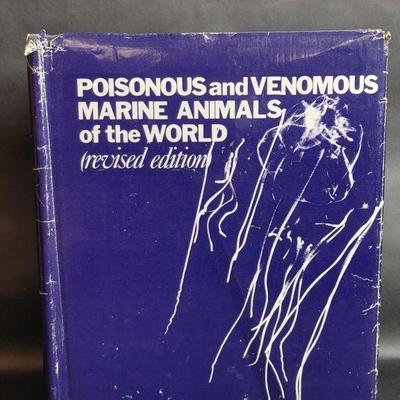 POISONOUS and VENOMOUS
MARINE ANIMALS
of the WORLD
(revised edition)